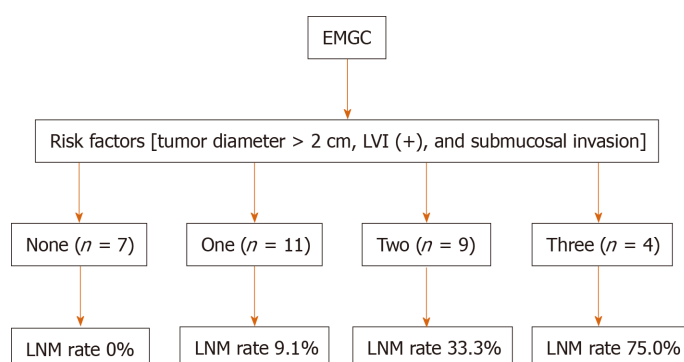 EMGC
Risk factors [tumor diameter > 2 cm, LVI (+), and submucosal invasion]
None (n = 7)
One (n = 11)
Two (n = 9)
Three (n = 4)
LNM rate 0%
LNM rate 9.1%
LNM rate 33.3%
LNM rate 75.0%